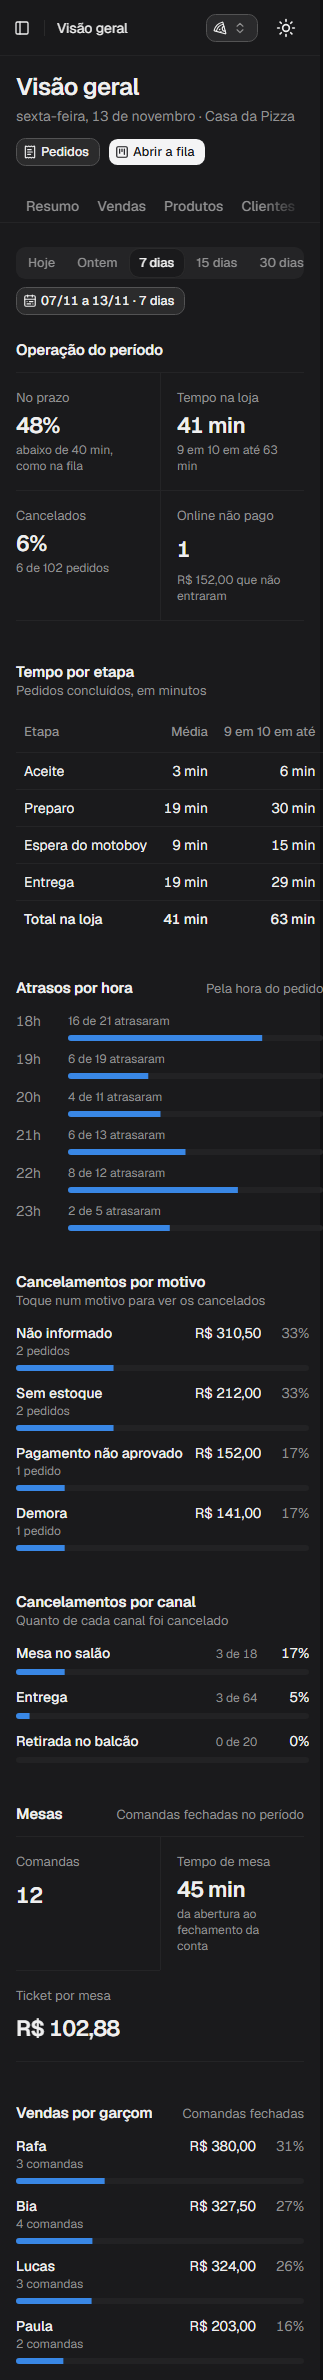 Visão geral
Visão geral
sexta-feira, 13 de novembro · Casa da Pizza
Pedidos
Abrir a fila
Resumo Vendas Produtos Clientes
Hoje Ontem 7 dias 15 dias 30 dias
07/11 a 13/11 · 7 dias
Operação do período
No prazo
48%
abaixo de 40 min,
como na fila
Tempo na loja
41 min
9 em 10 em até 63
min
Cancelados
6%
6 de 102 pedidos
Online não pago
1
R$ 152,00 que não
entraram
Tempo por etapa
Pedidos concluídos, em minutos
Etapa Média 9 em 10 em até
Aceite 3 min 6 min
Preparo 19 min 30 min
Espera do motoboy 9 min 15 min
Entrega 19 min 29 min
Total na loja 41 min 63 min
Atrasos por hora Pela hora do pedido
18h 16 de 21 atrasaram
19h 6 de 19 atrasaram
20h 4 de 11 atrasaram
21h 6 de 13 atrasaram
22h 8 de 12 atrasaram
23h 2 de 5 atrasaram
Cancelamentos por motivo
Toque num motivo para ver os cancelados
Não informado R$ 310,50 33%
2 pedidos
Sem estoque R$ 212,00 33%
2 pedidos
Pagamento não aprovado R$ 152,00 17%
1 pedido
Demora R$ 141,00 17%
1 pedido
Cancelamentos por canal
Quanto de cada canal foi cancelado
Mesa no salão 3 de 18 17%
Entrega 3 de 64 5%
Retirada no balcão 0 de 20 0%
Mesas Comandas fechadas no período
Comandas
12
Tempo de mesa
45 min
da abertura ao
fechamento da
conta
Ticket por mesa
R$ 102,88
Vendas por garçom Comandas fechadas
Rafa R$ 380,00 31%
3 comandas
Bia R$ 327,50 27%
4 comandas
Lucas R$ 324,00 26%
3 comandas
Paula R$ 203,00 16%
2 comandas